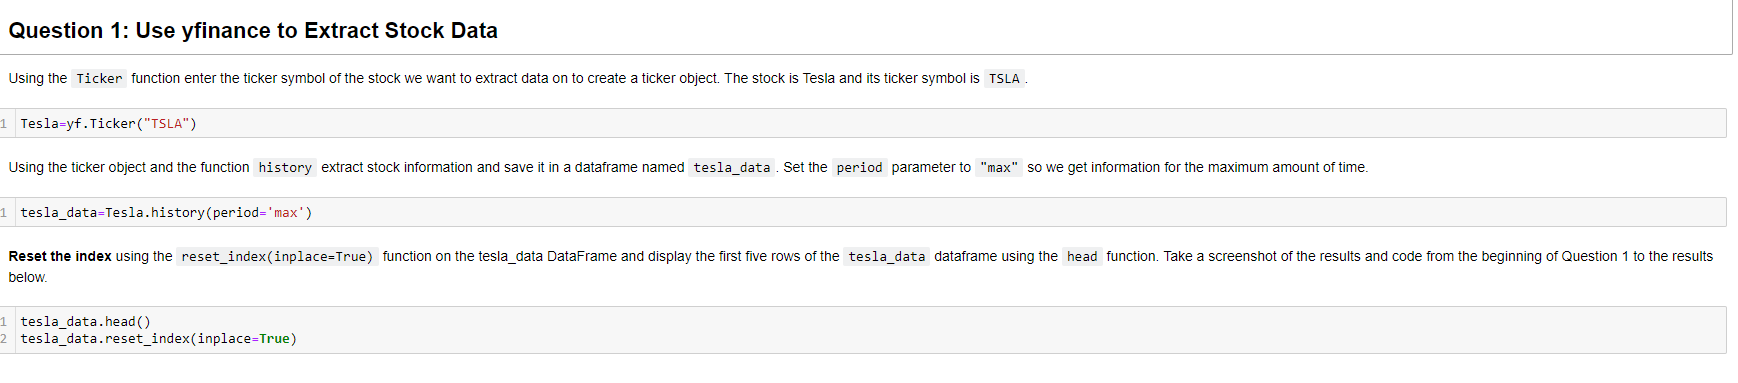 Question 1: Use yfinance to Extract Stock Data
Using the Ticker function enter the ticker symbol of the stock we want to extract data on to create a ticker object. The stock is Tesla and its ticker symbol is TSLA .
1 Tesla=yf.Ticker("TSLA")
Using the ticker object and the function history extract stock information and save it in a dataframe named tesla_data . Set the period parameter to "max" so we get information for the maximum amount of time.
1 tesla_data=Tesla.history(period='max')
Reset the index using the reset_index(inplace=True) function on the tesla_data DataFrame and display the first five rows of the tesla_data dataframe using the head function. Take a screenshot of the results and code from the beginning of Question 1 to the results
below.
1 tesla_data.head()
2 tesla_data.reset_index(inplace=True)